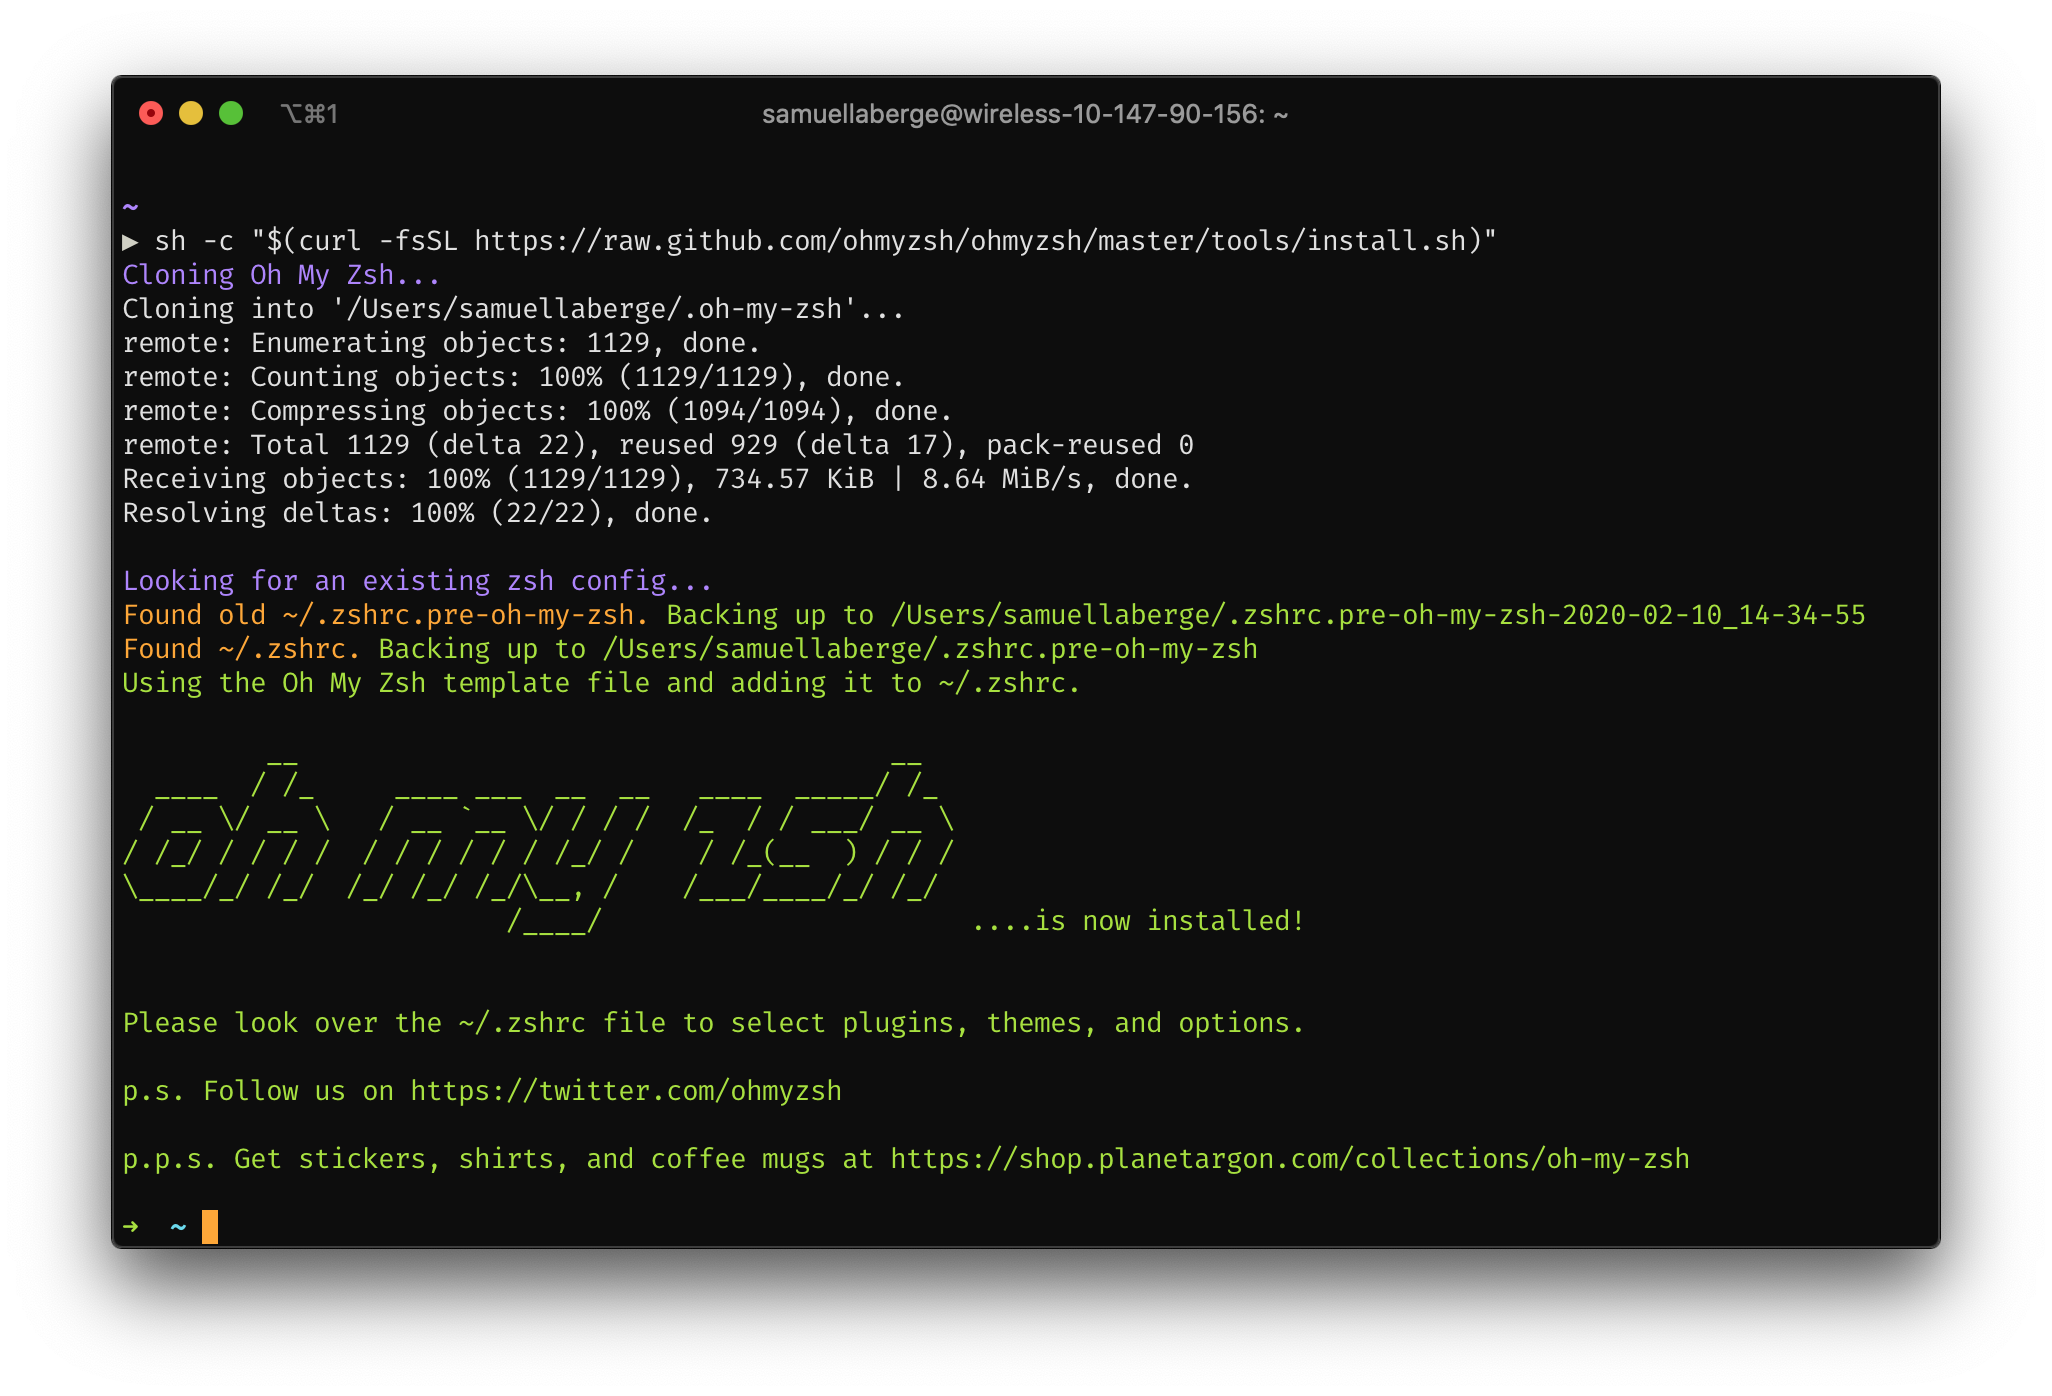 ⌥⌘1 samuellaberge@wireless-10-147-90-156: ~
~
▶ sh -c "$(curl -fsSL https://raw.github.com/ohmyzsh/ohmyzsh/master/tools/install.sh)"
Cloning Oh My Zsh...
Cloning into '/Users/samuellaberge/.oh-my-zsh'...
remote: Enumerating objects: 1129, done.
remote: Counting objects: 100% (1129/1129), done.
remote: Compressing objects: 100% (1094/1094), done.
remote: Total 1129 (delta 22), reused 929 (delta 17), pack-reused 0
Receiving objects: 100% (1129/1129), 734.57 KiB | 8.64 MiB/s, done.
Resolving deltas: 100% (22/22), done.
Looking for an existing zsh config...
Found old ~/.zshrc.pre-oh-my-zsh. Backing up to /Users/samuellaberge/.zshrc.pre-oh-my-zsh-2020-02-10_14-34-55
Found ~/.zshrc. Backing up to /Users/samuellaberge/.zshrc.pre-oh-my-zsh
Using the Oh My Zsh template file and adding it to ~/.zshrc.
oh my zsh
....is now installed!
Please look over the ~/.zshrc file to select plugins, themes, and options.
p.s. Follow us on https://twitter.com/ohmyzsh
p.p.s. Get stickers, shirts, and coffee mugs at https://shop.planetargon.com/collections/oh-my-zsh
➜ ~